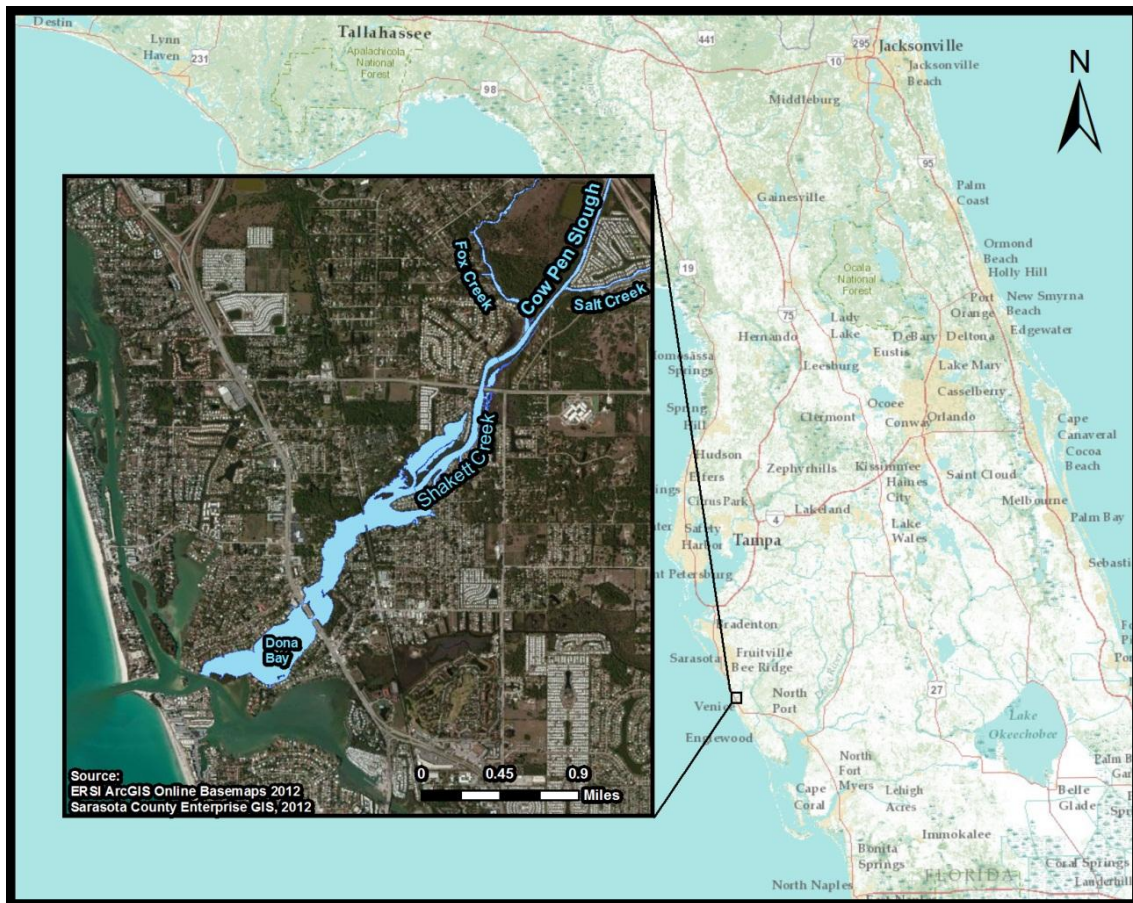 Destin
Lynn
Haven
231
Tallahassee
Apalachicola
National
Forest
98
441
10
295
Jacksonville
Jacksonville
Beach
Middleburg
N
95
Gainesville
Palm
Coast
Ormond
Beach
Holly Hill
Ocala
National
Forest
19
75
Port
Orange
New Smyrna
Beach
Edgewater
Lady
Lake
DeBary
Deltona
Hernando
Eustis
Leesburg
Lake Mary
Casselberry
Springs
Spring
Hill
Ocoee
Orlando
Clermont
Conway
Cape
Canaveral
Cocoa
Beach
Hudson
Elfers
Zephyrhills
Kissimmee
Haines
City
Saint Cloud
Melbourne
Citrus Park
Lakeland
4
Palm Bay
Safety
Harbor
Tampa
Lake
Wales
Petersburg
Bradenton
Sarasota
Fruitville
Bee Ridge
Venice
North
Port
27
Englewood
Lake
Okeechobee
North
Fort
Myers
Cape
Coral
Lehigh
Acres
Belle
Glade
Immokalee
Bonita
Springs
Coral Springs
FLORIDA
North Naples
Fox Creek
Cow Pen Slough
Salt Creek
Shakett Creek
Dona
Bay
0 0.45 0.9
Miles
Source:
ERSI ArcGIS Online Basemaps 2012
Sarasota County Enterprise GIS, 2012